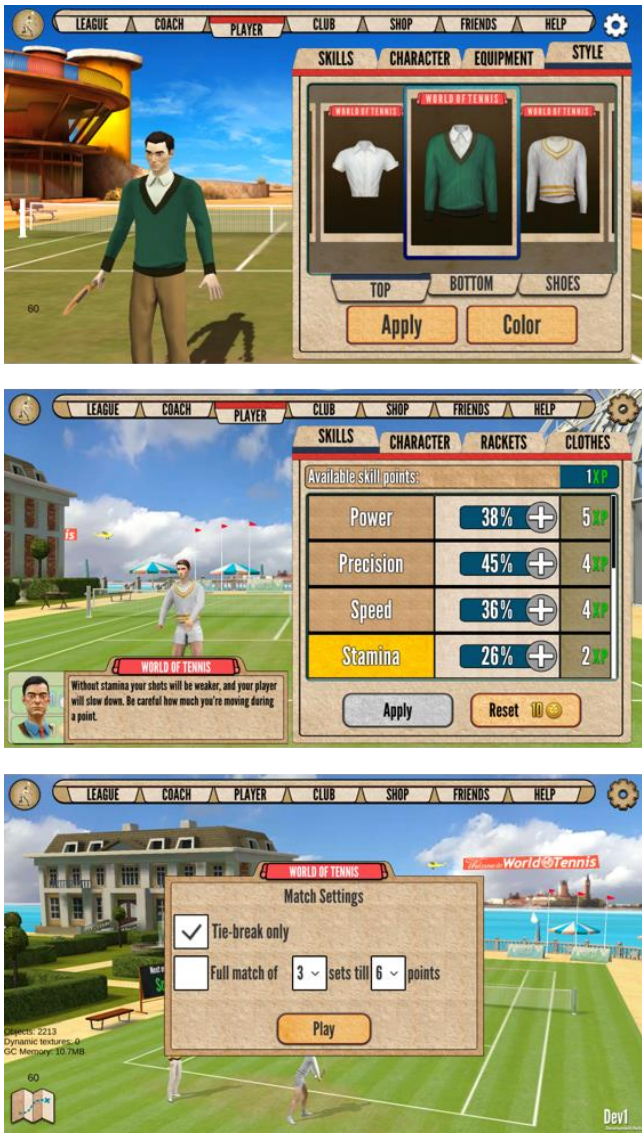 LEAGUE COACH PLAYER CLUB SHOP FRIENDS HELP
SKILLS CHARACTER EQUIPMENT STYLE
WORLD OF TENNIS WORLD OF TENNIS WORLD OF TENNIS
TOP BOTTOM SHOES
60
Apply Color
LEAGUE COACH PLAYER CLUB SHOP FRIENDS HELP
SKILLS CHARACTER RACKETS CLOTHES
Available skill points: 1XP
Power 38% 5XP
Precision 45% 4XP
Speed 36% 4XP
Stamina 26% 2XP
WORLD OF TENNIS
Without stamina your shots will be weaker, and your player
will slow down. Be careful how much you're moving during
a point.
Apply Reset 10
LEAGUE COACH PLAYER CLUB SHOP FRIENDS HELP
Welcome to World Tennis
WORLD OF TENNIS
Match Settings
Tie-break only
Full match of 3 sets till 6 points
Play
Objects: 2213
Dynamic textures: 0
GC Memory: 10.7MB
60
Dev1